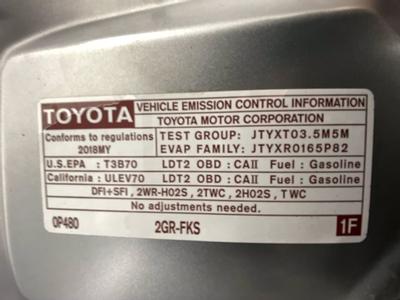 TOYOTA
VEHICLE EMISSION CONTROL INFORMATION
TOYOTA MOTOR CORPORATION
Conforms to regulations
2018MY
TEST GROUP: JTYXT03.5M5M
EVAP FAMILY: JTYXR0165P82
U.S.EPA : T3B70 LDT2 OBD : CAII Fuel : Gasoline
California : ULEV70 LDT2 OBD : CAII Fuel : Gasoline
DFI+SFI, 2WR-HO2S, 2TWC, 2HO2S, TWC
No adjustments needed.
0P480 2GR-FKS 1F